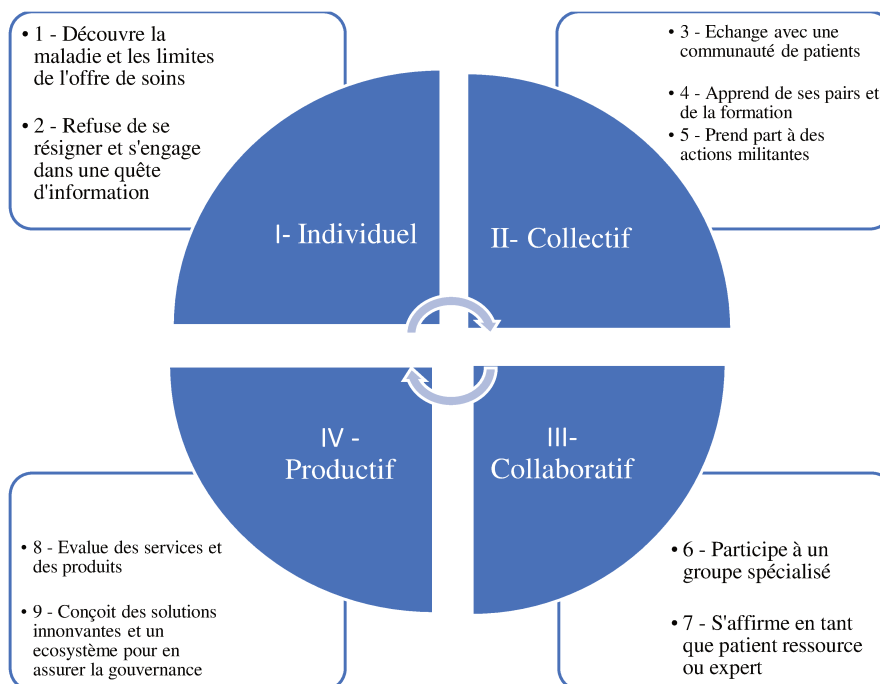 • 1 - Découvre la
maladie et les limites
de l'offre de soins
• 2 - Refuse de se
résigner et s'engage
dans une quête
d'information
• 3 - Echange avec une
communauté de patients
• 4 - Apprend de ses pairs et
de la formation
• 5 - Prend part à des
actions militantes
I- Individuel
II- Collectif
IV -
Productif
III-
Collaboratif
• 8 - Evalue des services et
des produits
• 9 - Conçoit des solutions
innonvantes et un
ecosystème pour en
assurer la gouvernance
• 6 - Participe à un
groupe spécialisé
• 7 - S'affirme en tant
que patient ressource
ou expert